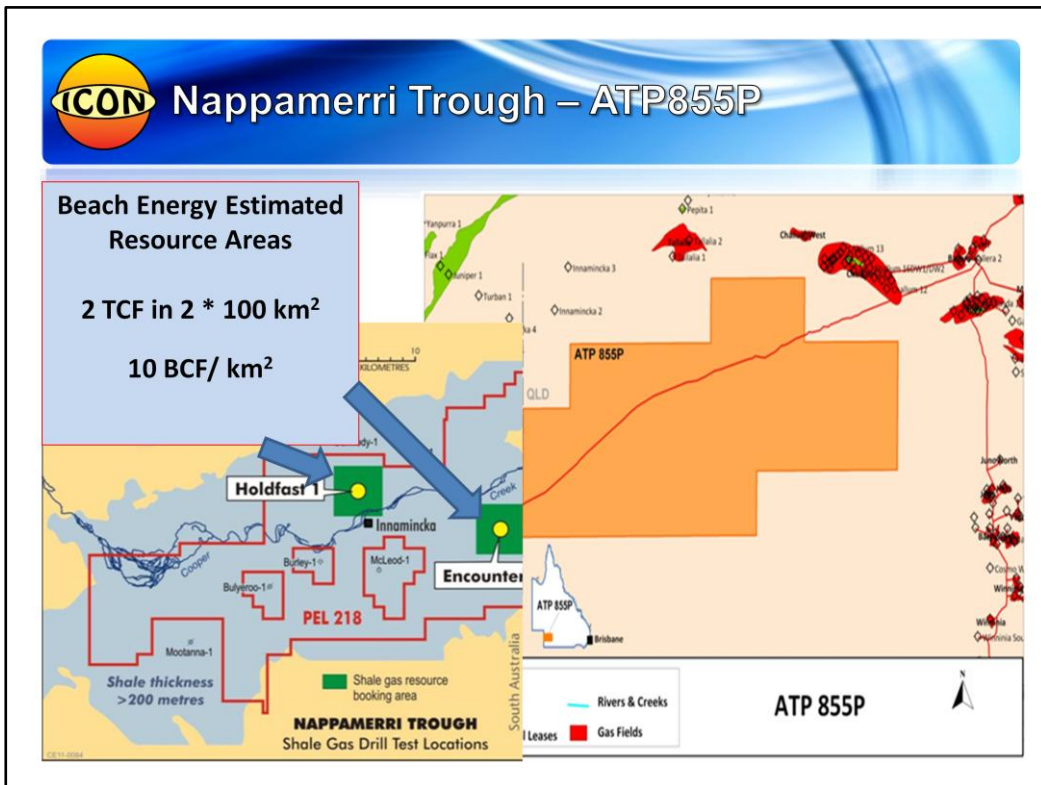 ICON
Nappamerri Trough – ATP855P
Beach Energy Estimated
Resource Areas
2 TCF in 2 * 100 km²
10 BCF/ km²
10
KILOMETRES
Holdfast 1
Innamincka
Creek
Cooper
Burley-1
McLeod-1
Encounter
Bulyeroo-1
PEL 218
Mootanna-1
Shale thickness
>200 metres
Shale gas resource
booking area
NAPPAMERRI TROUGH
Shale Gas Drill Test Locations
South Australia
CE11-0084
Yanpurra 1
Flax 1
Juniper 1
Turban 1
Pepita 1
Innamincka 3
Innamincka 2
ATP 855P
QLD
ATP 855P
Brisbane
Rivers & Creeks
Leases
Gas Fields
ATP 855P
N